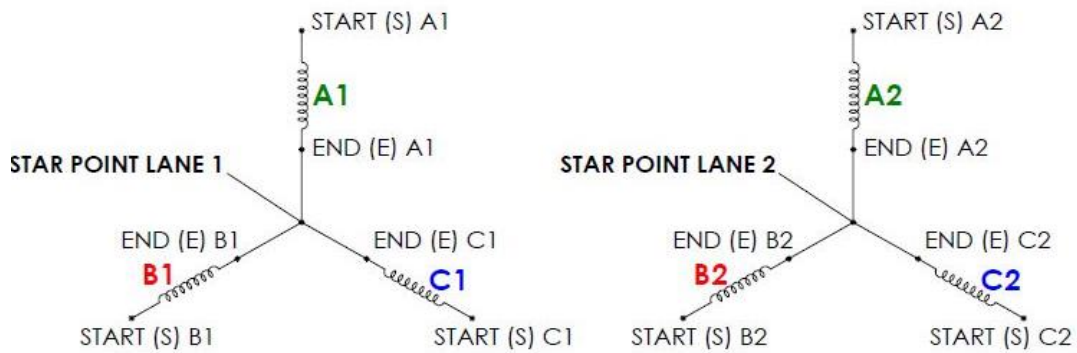 START (S) A1
A1
END (E) A1
STAR POINT LANE 1
END (E) B1
END (E) C1
B1
C1
START (S) B1
START (S) C1
START (S) A2
A2
END (E) A2
STAR POINT LANE 2
END (E) B2
END (E) C2
B2
C2
START (S) B2
START (S) C2